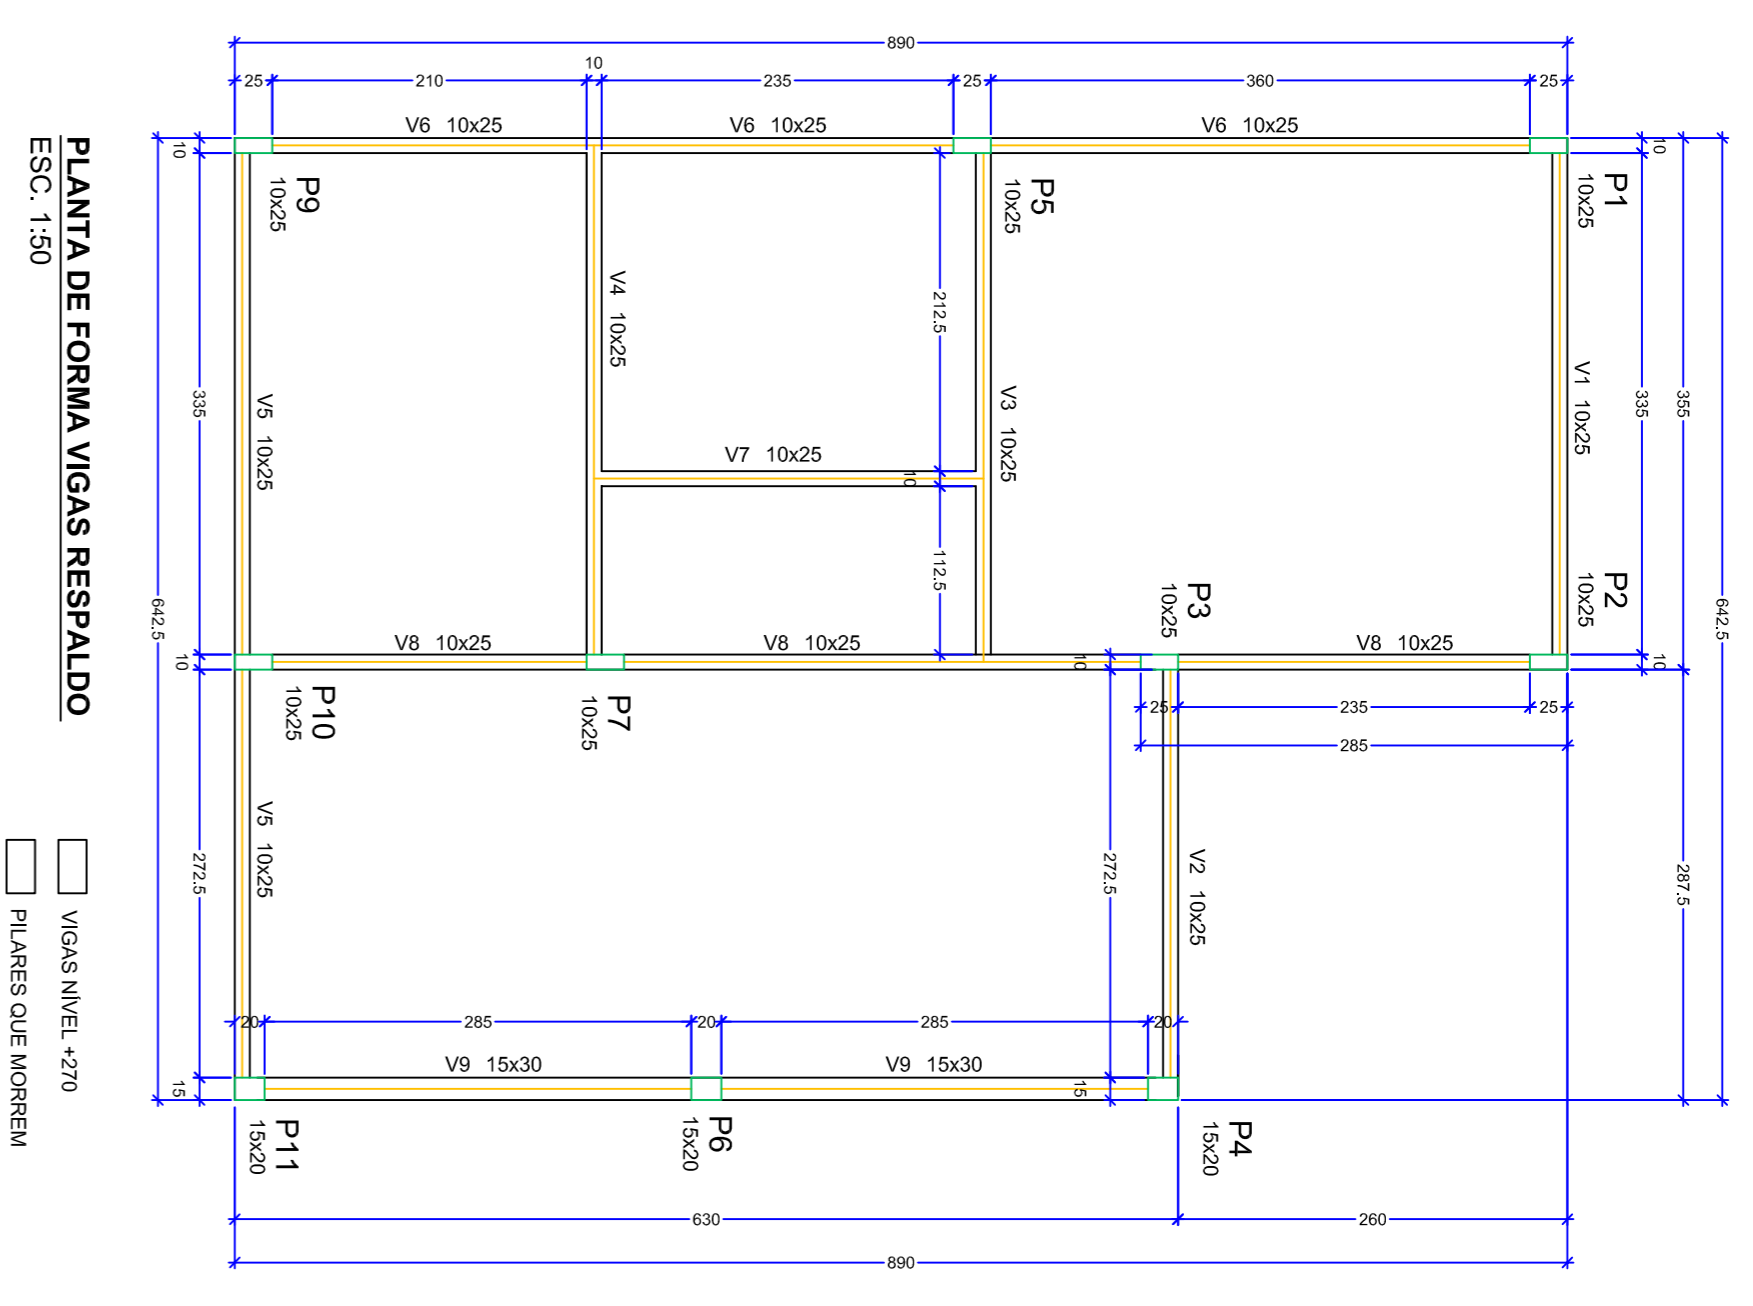 890
25
210
10
235
25
360
25
V6 10x25
V6 10x25
V6 10x25
10
10
P9
10x25
P5
10x25
P1
10x25
V4 10x25
212.5
V3 10x25
V1 10x25
335
355
335
V5 10x25
V7 10x25
10
112.5
P3
10x25
P2
10x25
642.5
642.5
V8 10x25
V8 10x25
V8 10x25
10
10
10
P10
10x25
P7
10x25
25
235
25
285
V5 10x25
272.5
272.5
V2 10x25
287.5
20
285
20
285
20
V9 15x30
V9 15x30
15
15
P11
15x20
P6
15x20
P4
15x20
630
260
890
PLANTA DE FORMA VIGAS RESPALDO
ESC. 1:50
VIGAS NÍVEL +270
PILARES QUE MORREM